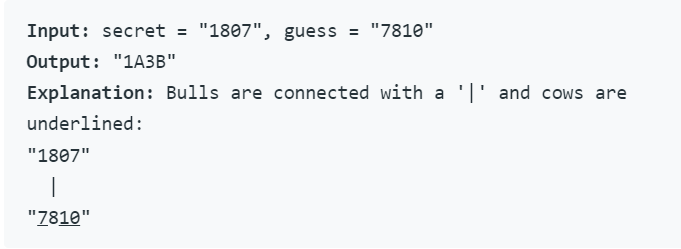 Input: secret = "1807", guess = "7810"
Output: "1A3B"
Explanation: Bulls are connected with a '|' and cows are
underlined:
"1807"
  |
"7810"